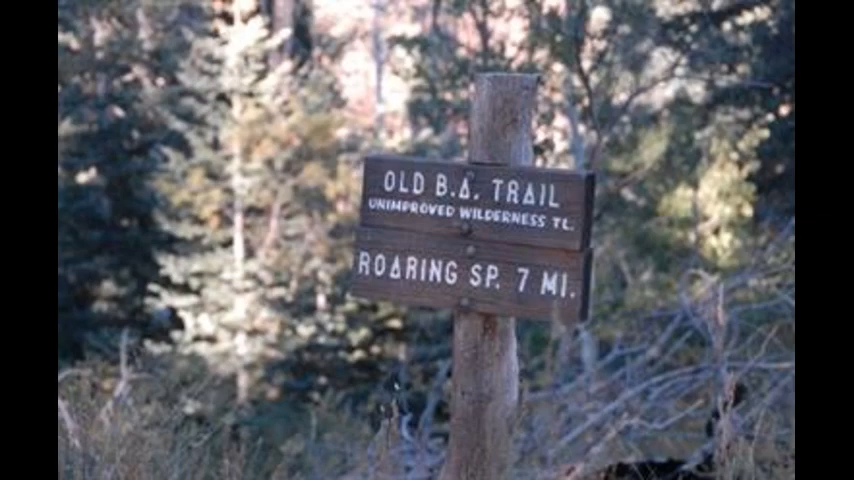 OLD B.A. TRAIL
UNIMPROVED WILDERNESS TL.
ROARING SP. 7 MI.